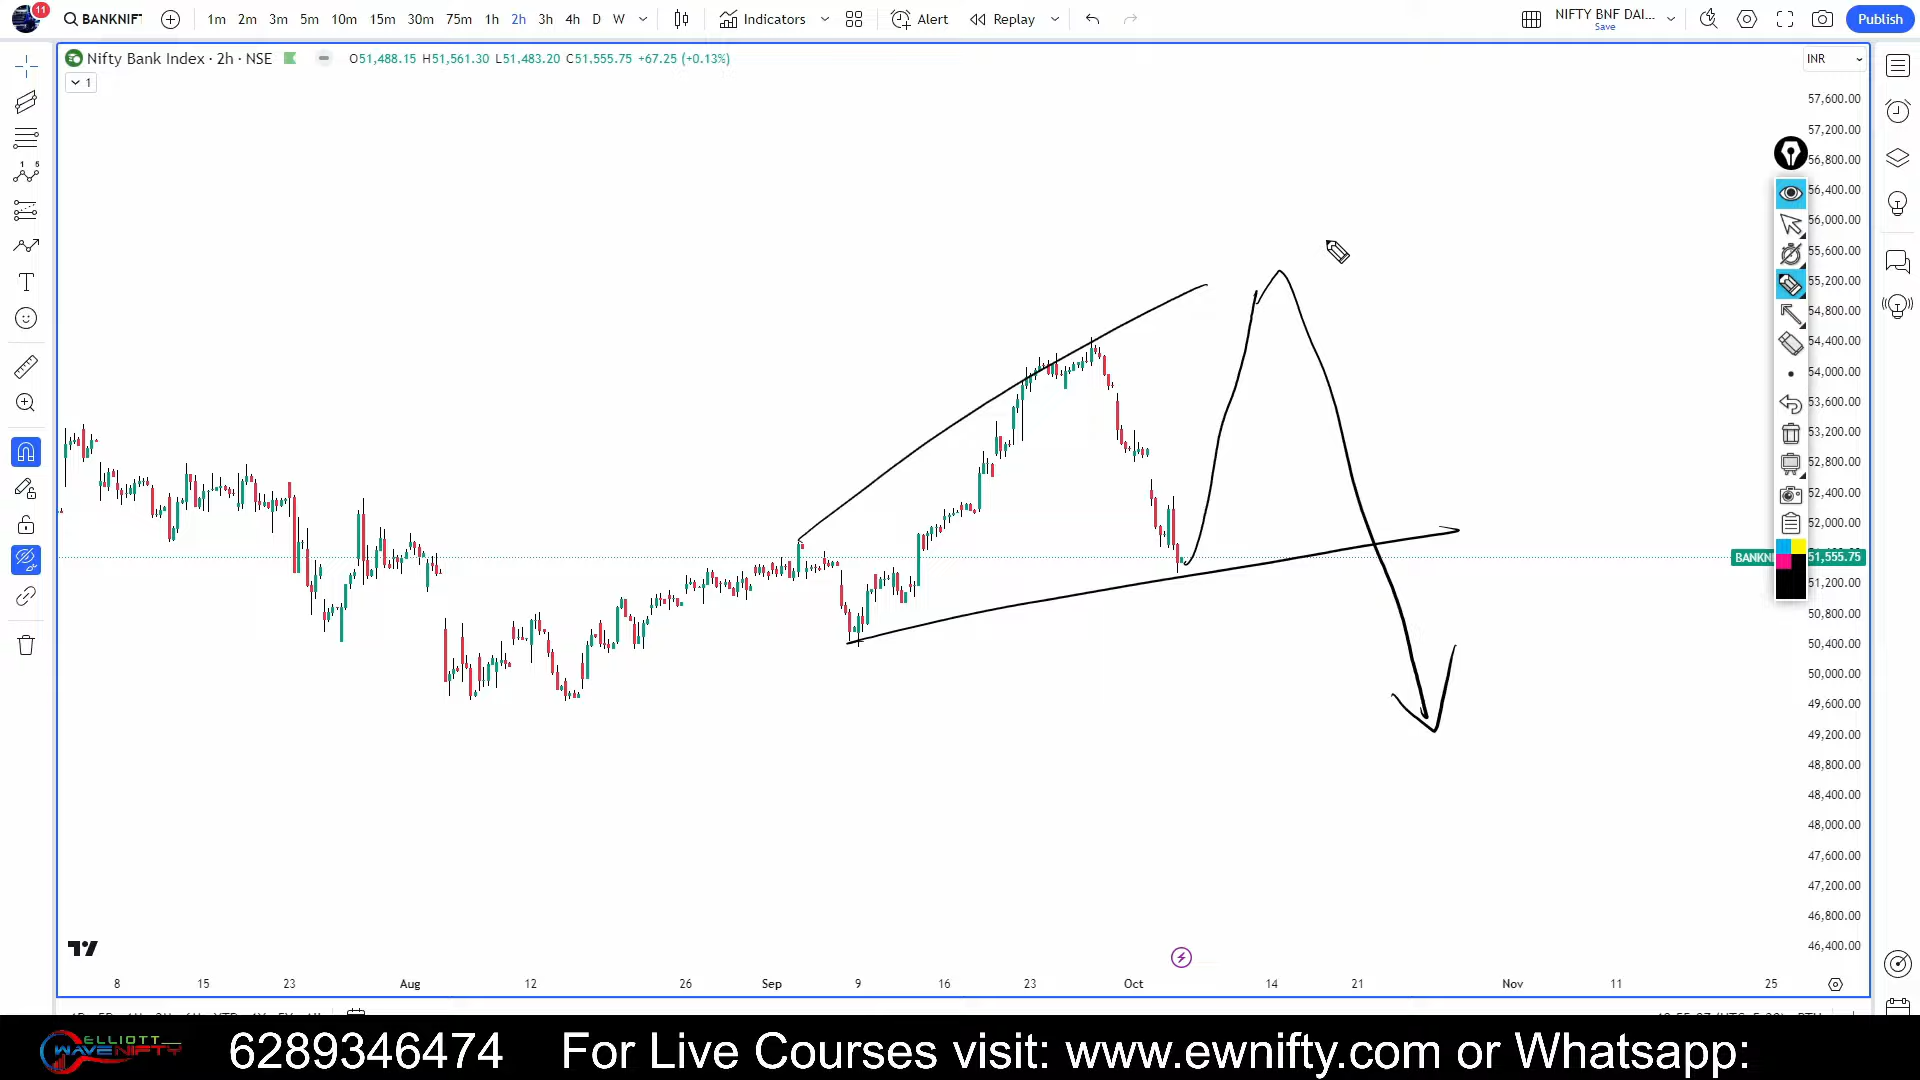 11
BANKNIF
1m 2m 3m 5m 10m 15m 30m 75m 1h 2h 3h 4h D W
Indicators
Alert
Replay
NIFTY BNF DAI...
Save
Publish
Nifty Bank Index · 2h · NSE
O51,488.15 H51,561.30 L51,483.20 C51,555.75 +67.25 (+0.13%)
1
INR
57,600.00
57,200.00
56,800.00
56,400.00
56,000.00
55,600.00
55,200.00
54,800.00
54,400.00
54,000.00
53,600.00
53,200.00
52,800.00
52,400.00
52,000.00
BANKNI 51,555.75
51,200.00
50,800.00
50,400.00
50,000.00
49,600.00
49,200.00
48,800.00
48,400.00
48,000.00
47,600.00
47,200.00
46,800.00
46,400.00
8 15 23 Aug 12 26 Sep 9 16 23 Oct 14 21 Nov 11 25
ELLIOTT
WAVENIFTY
6289346474 For Live Courses visit: www.ewnifty.com or Whatsapp: